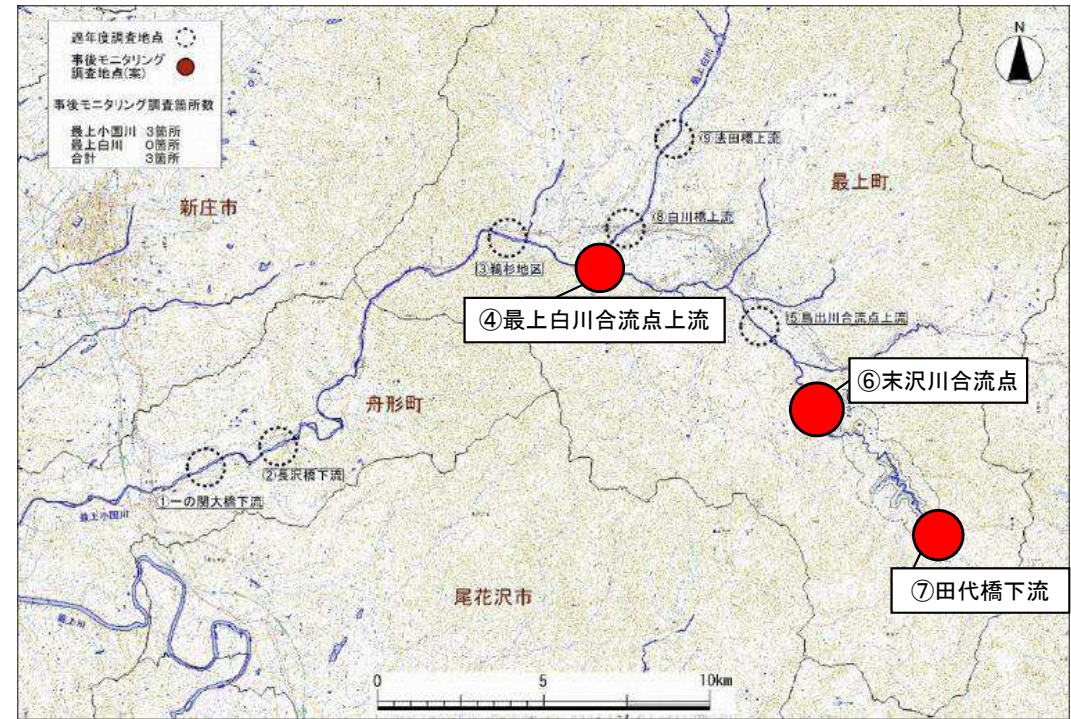 過年度調査地点
事後モニタリング
調査地点(案)
事後モニタリング調査箇所数
最上小国川 3箇所
最上白川 0箇所
合計 3箇所
N
最上白川
⑨法田橋上流
最上町
新庄市
⑧白川橋上流
③鵜杉地区
④最上白川合流点上流
⑤烏出川合流点上流
⑥末沢川合流点
舟形町
②長沢橋下流
①一の関大橋下流
最上小国川
⑦田代橋下流
尾花沢市
最上川
0 5 10km